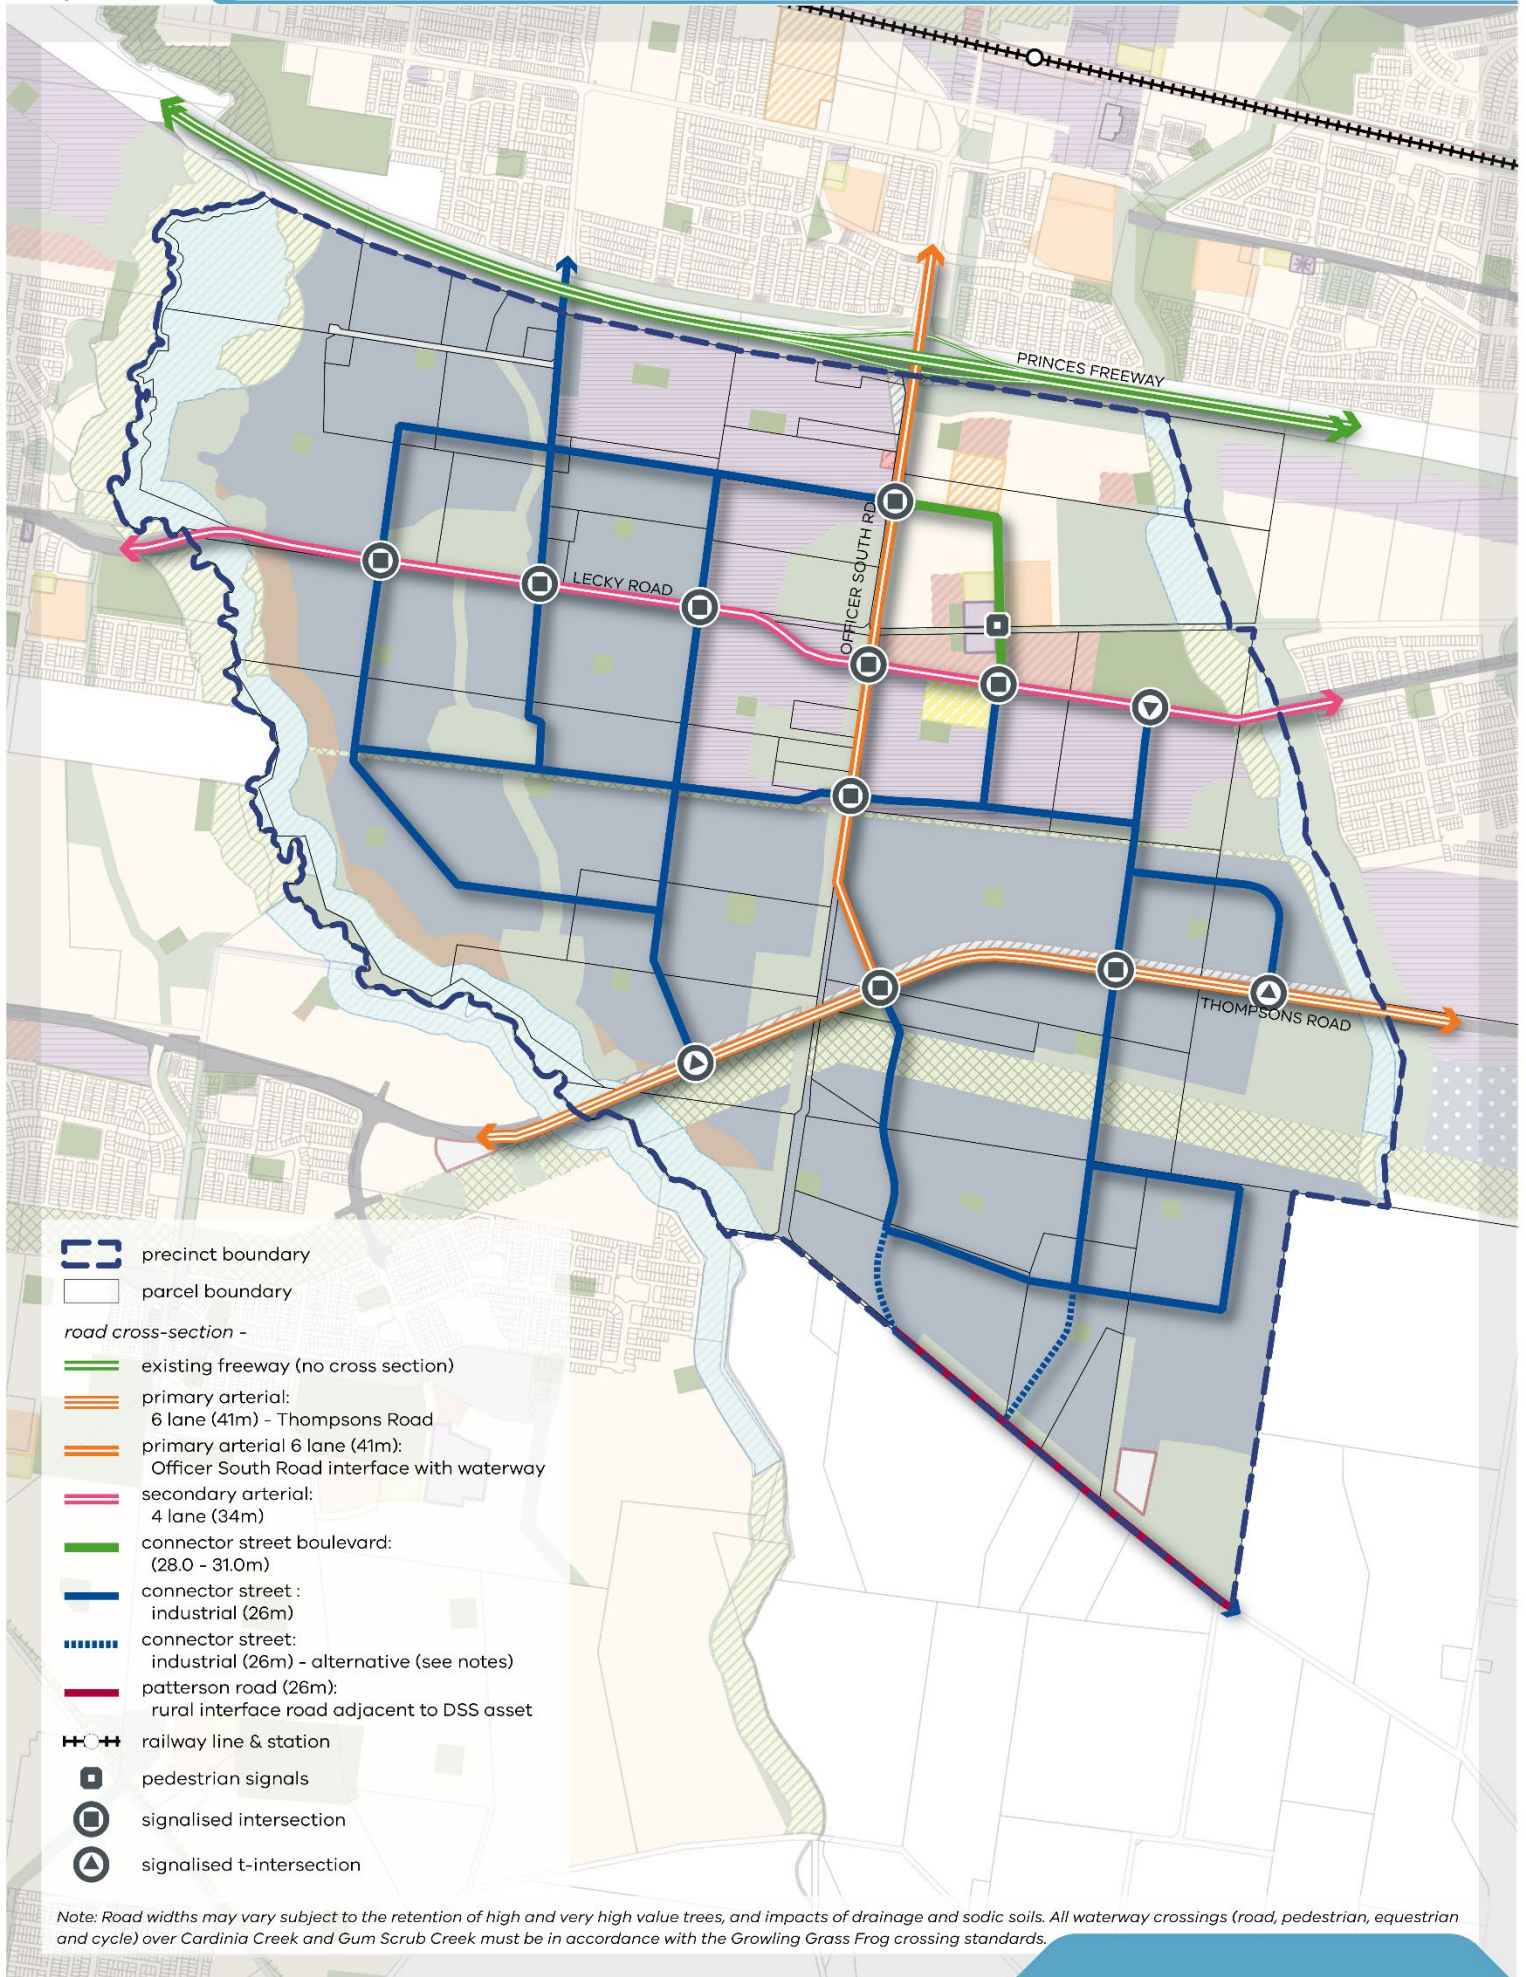 PRINCES FREEWAY
OFFICER SOUTH RD
LECKY ROAD
THOMPSONS ROAD
precinct boundary
parcel boundary
road cross-section -
existing freeway (no cross section)
primary arterial:
6 lane (41m) - Thompsons Road
primary arterial 6 lane (41m):
Officer South Road interface with waterway
secondary arterial:
4 lane (34m)
connector street boulevard:
(28.0 - 31.0m)
connector street :
industrial (26m)
connector street:
industrial (26m) - alternative (see notes)
patterson road (26m):
rural interface road adjacent to DSS asset
railway line & station
pedestrian signals
signalised intersection
signalised t-intersection
Note: Road widths may vary subject to the retention of high and very high value trees, and impacts of drainage and sodic soils. All waterway crossings (road, pedestrian, equestrian
and cycle) over Cardinia Creek and Gum Scrub Creek must be in accordance with the Growling Grass Frog crossing standards.